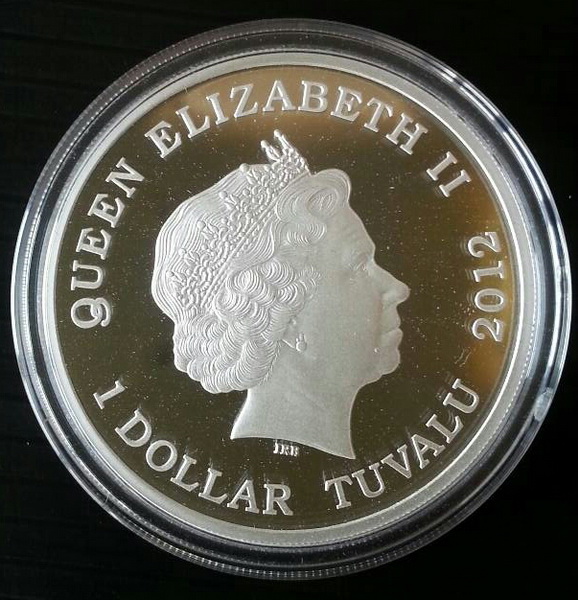 QUEEN ELIZABETH II 2012
1 DOLLAR TUVALU
IRB